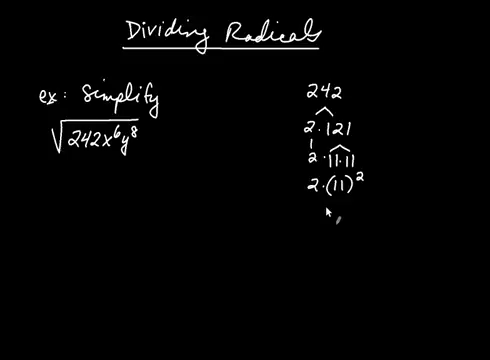 Dividing Radicals
ex: Simplify
√242x⁶y⁸
242
2·121
2·11·11
2·(11)²